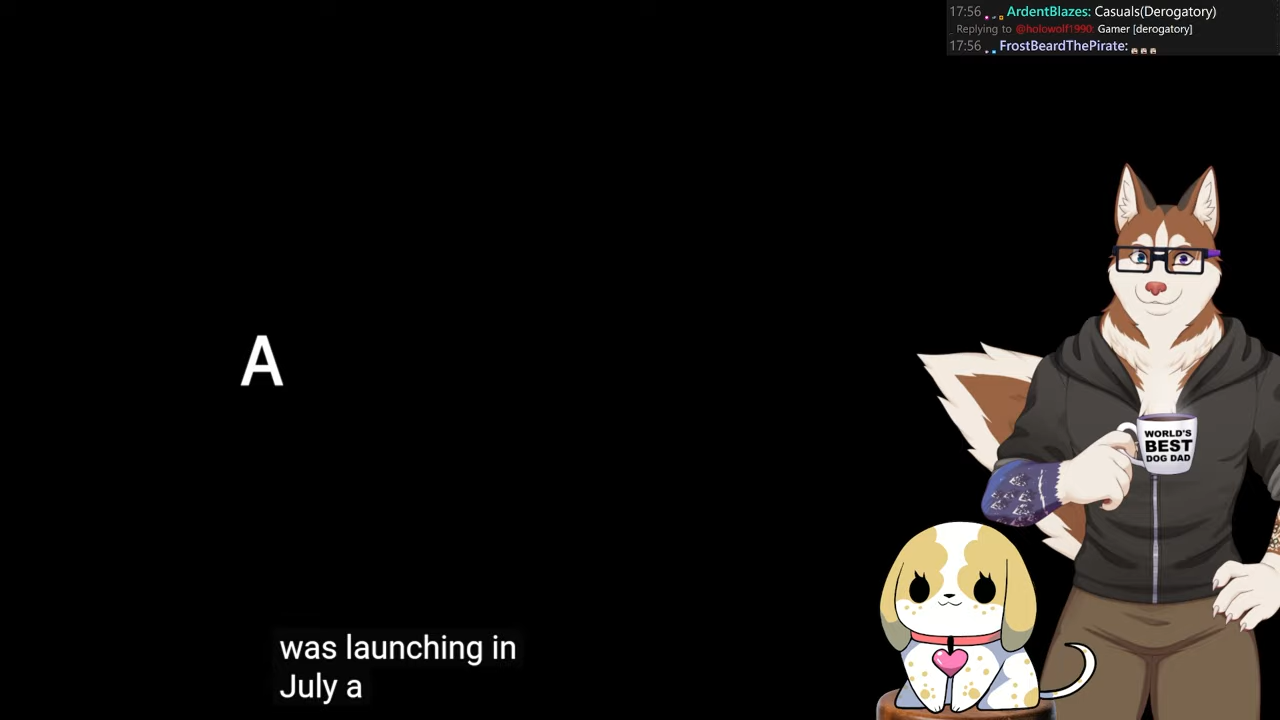 17:56 ArdentBlazes: Casuals(Derogatory)
Replying to @holowolf1990: Gamer [derogatory]
17:56 FrostBeardThePirate:
A
WORLD'S
BEST
DOG DAD
was launching in
July a